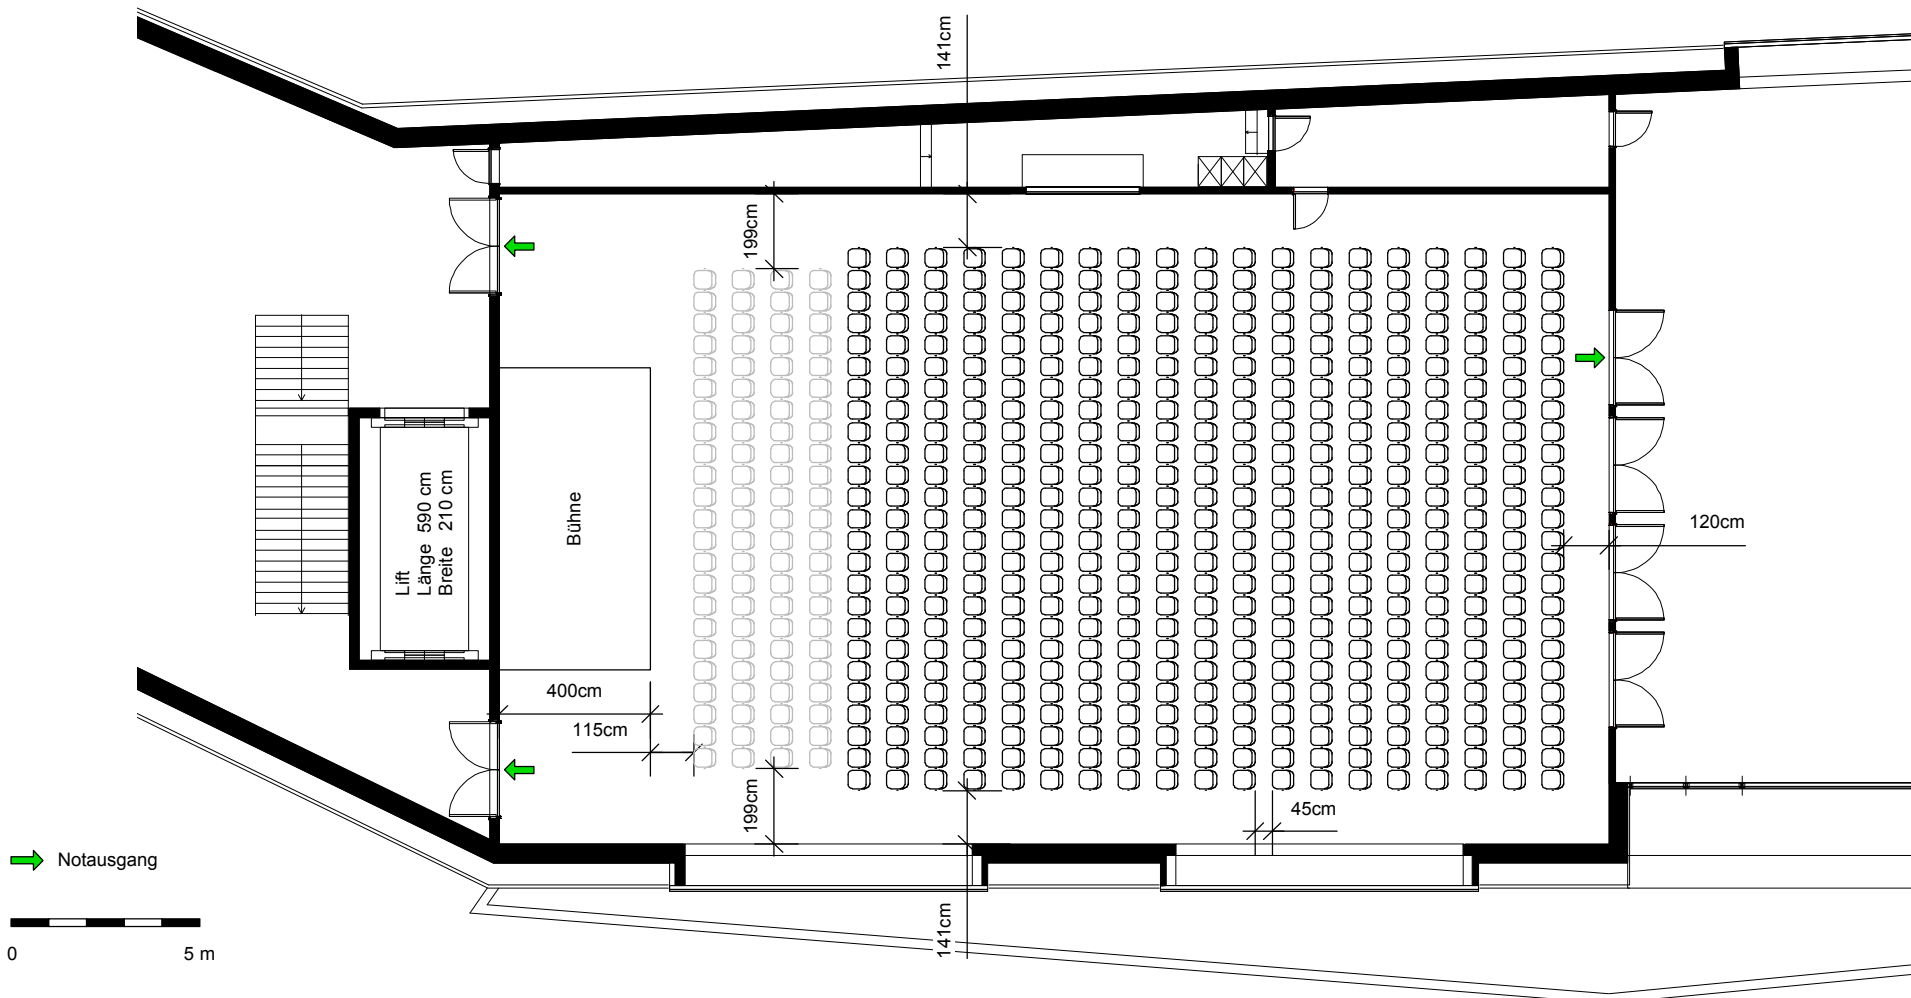 141cm
199cm
Bühne
Lift
Länge 590 cm
Breite 210 cm
120cm
400cm
115cm
199cm
45cm
141cm
Notausgang
0
5 m